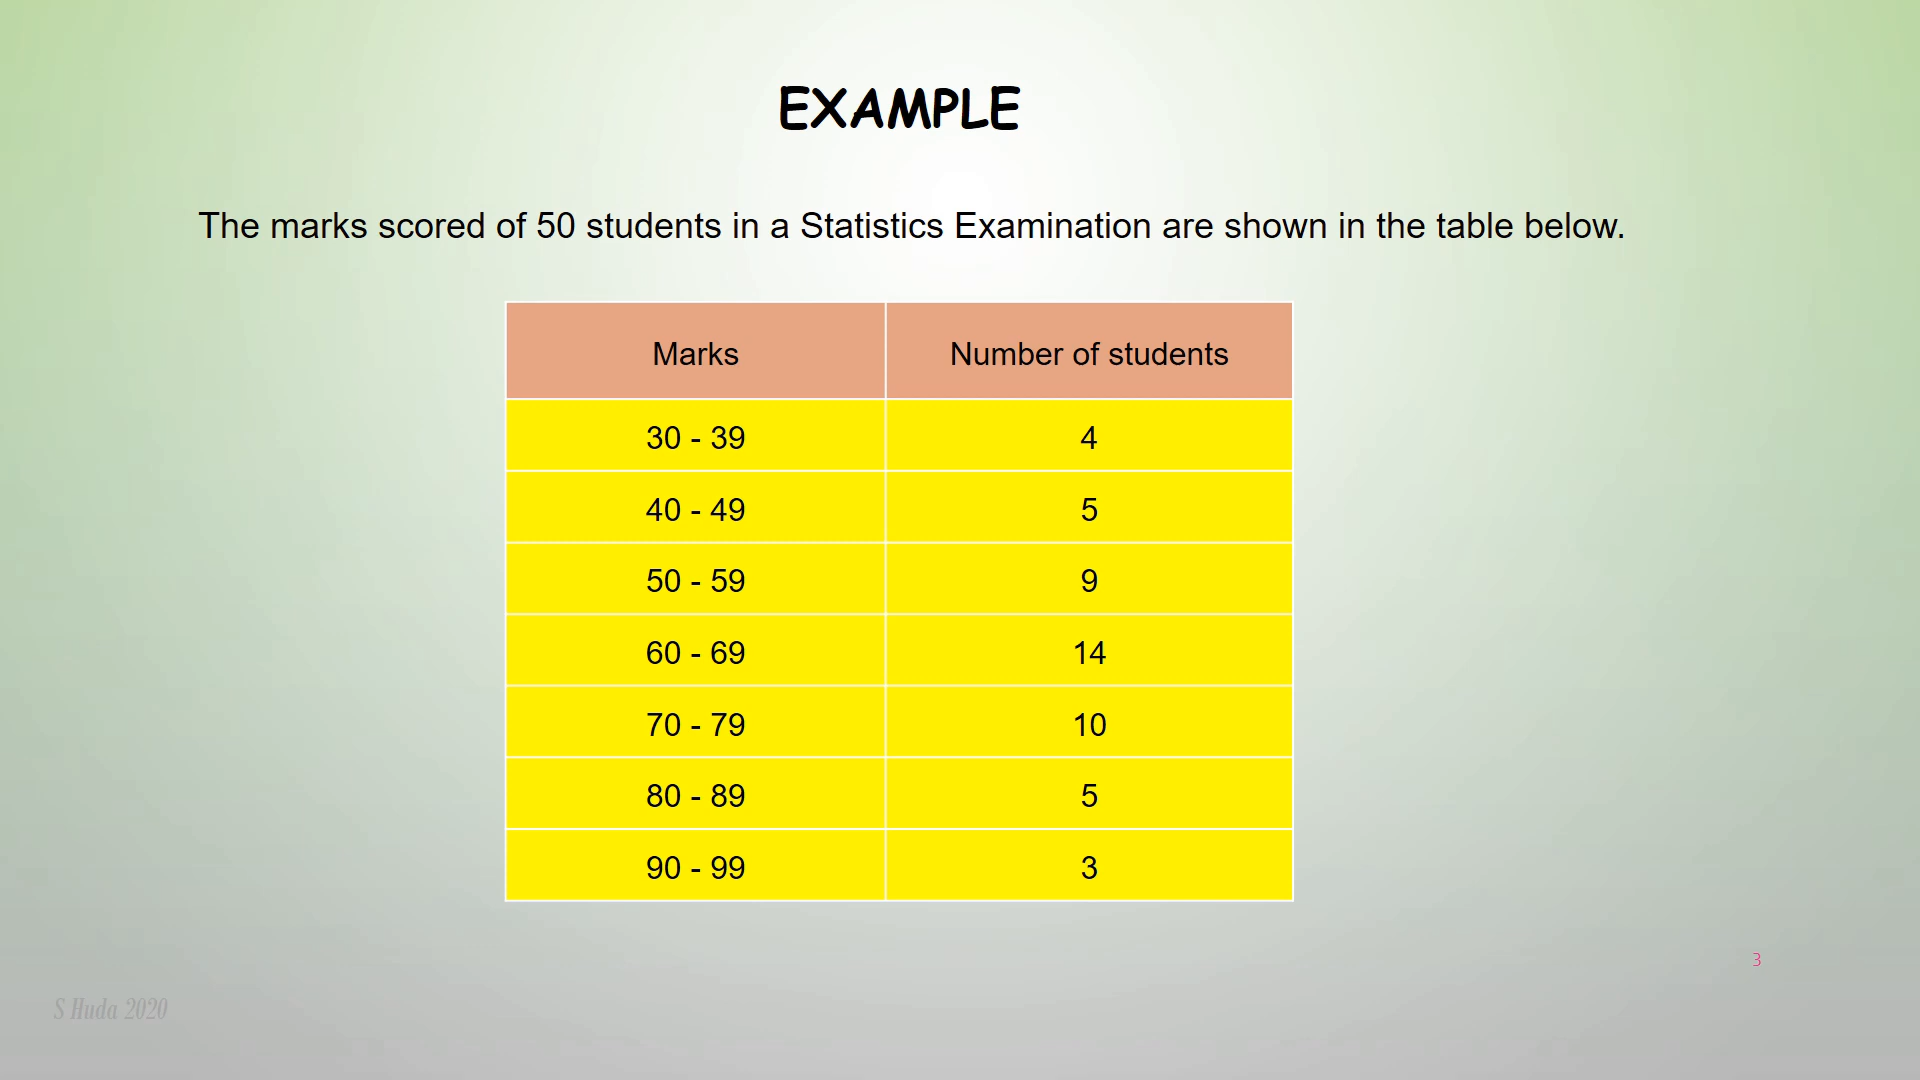 EXAMPLE
The marks scored of 50 students in a Statistics Examination are shown in the table below.
Marks Number of students
30 - 39 4
40 - 49 5
50 - 59 9
60 - 69 14
70 - 79 10
80 - 89 5
90 - 99 3
3
S Huda 2020